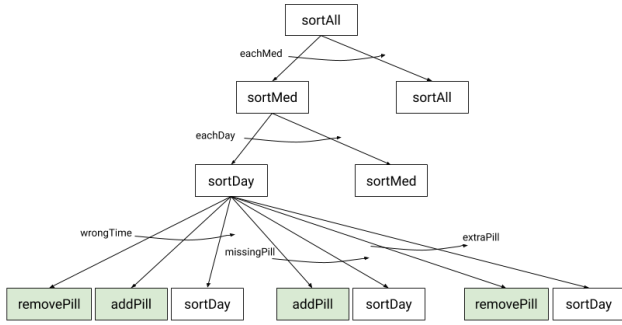 sortAll
eachMed
sortMed
sortAll
eachDay
sortDay
sortMed
wrongTime
missingPill
extraPill
removePill
addPill
sortDay
addPill
sortDay
removePill
sortDay